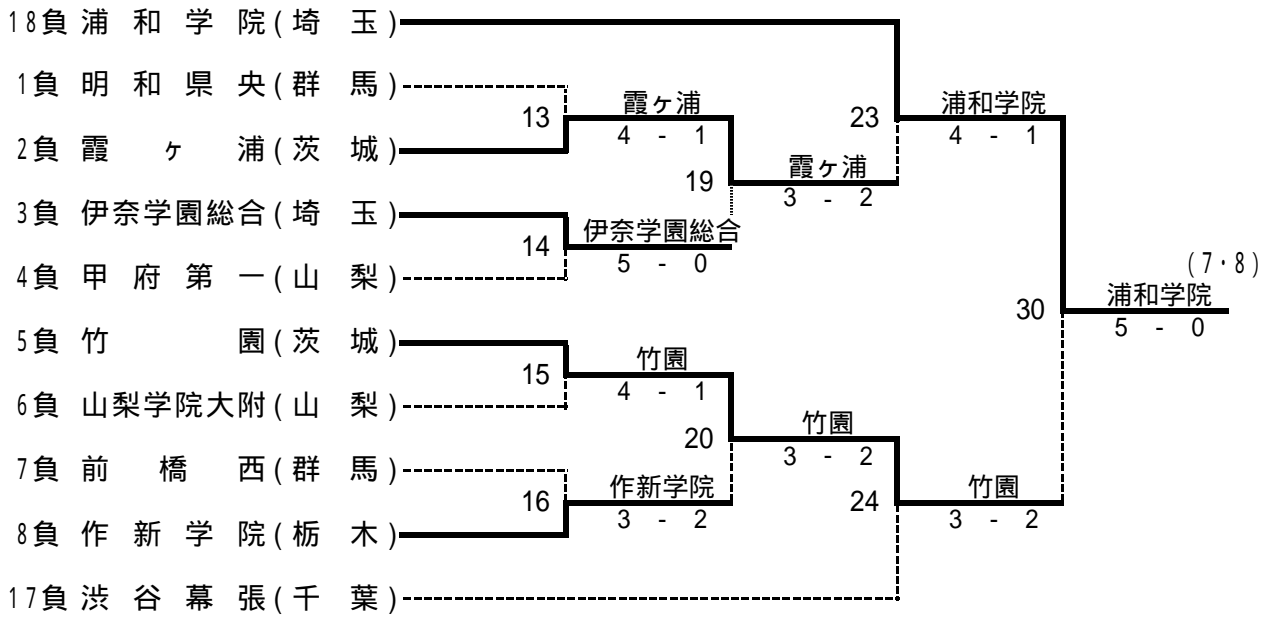 18負 浦和学院(埼玉)
1負 明和県央(群馬)
13 霞ヶ浦 23 浦和学院
4 - 1 4 - 1
2負 霞ヶ浦(茨城)
19 霞ヶ浦
3 - 2
3負 伊奈学園総合(埼玉)
14 伊奈学園総合
5 - 0
4負 甲府第一(山梨)
(7・8)
30 浦和学院
5 - 0
5負 竹園(茨城)
15 竹園
4 - 1
6負 山梨学院大附(山梨)
20 竹園
3 - 2
7負 前橋西(群馬)
16 作新学院 24 竹園
3 - 2 3 - 2
8負 作新学院(栃木)
17負 渋谷幕張(千葉)